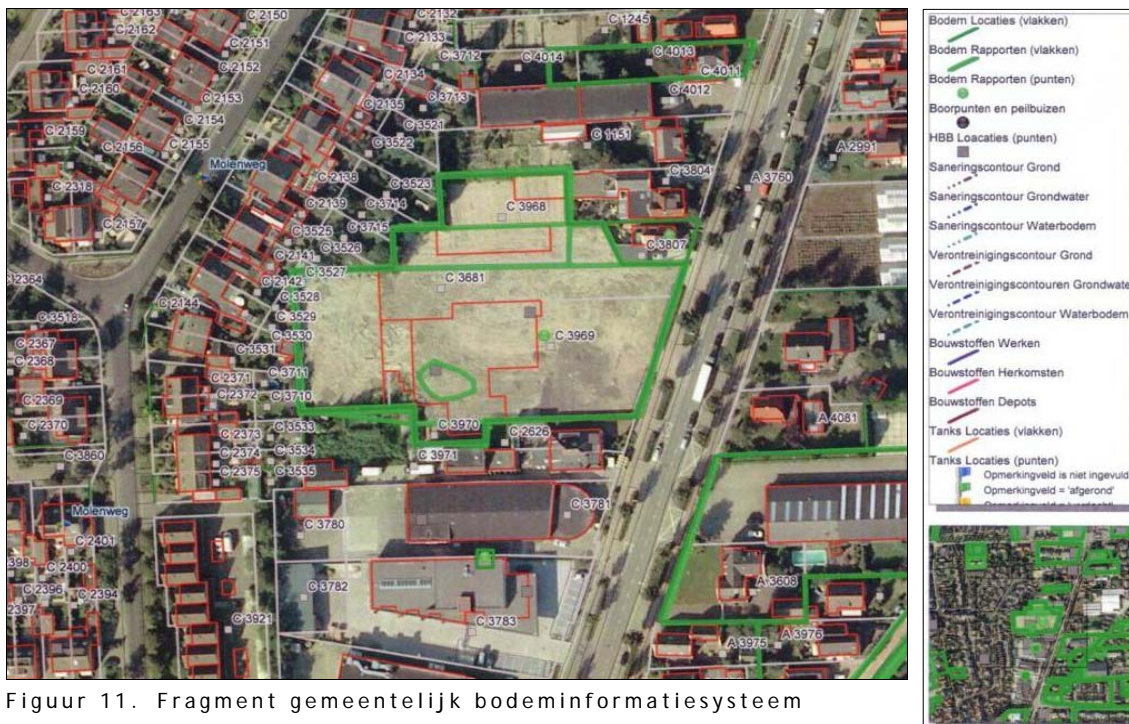 C 2163
C 2162
C 2150
C 2151
C 2152
C 2161
C 2160
C 2153
C 2154
C 2159
C 2156
C 2155
Molenweg
C 2318
C 2157
C 2132
C 2133
C 3712
C 2134
C 3713
C 2135
C 3521
C 3522
C 2138
C 3523
C 2139
C 3714
C 3715
C 3525
C 3526
C 2141
C 3527
C 2142
C 3528
C 2144
C 3529
C 3530
C 3531
C 3711
C 2371
C 2372
C 3710
C 2373
C 3533
C 2374
C 3534
C 2375
C 3535
C 1245
C 4014
C 4013
C 4011
C 4012
C 1151
C 3804
A 3760
A 2991
C 3968
C 3807
C 3681
C 3969
C 3970
C 2626
C 3971
A 4081
C 3518
C 2367
C 2368
C 2369
C 2370
C 3860
Molenweg
C 2401
C 2400
C 2396
C 2394
C 3780
C 3781
C 3782
C 3783
C 3921
A 3608
A 3975
A 3976
Bodem Locaties (vlakken)
Bodem Rapporten (vlakken)
Bodem Rapporten (punten)
Boorpunten en peilbuizen
HBB Loacaties (punten)
Saneringscontour Grond
Saneringscontour Grondwater
Saneringscontour Waterbodem
Verontreinigingscontour Grond
Verontreinigingscontouren Grondwate
Verontreinigingscontour Waterbodem
Bouwstoffen Werken
Bouwstoffen Herkomsten
Bouwstoffen Depots
Tanks Locaties (vlakken)
Tanks Locaties (punten)
Opmerkingveld is niet ingevuld
Opmerkingveld = 'afgerond'
Figuur 11. Fragment gemeentelijk bodeminformatiesysteem